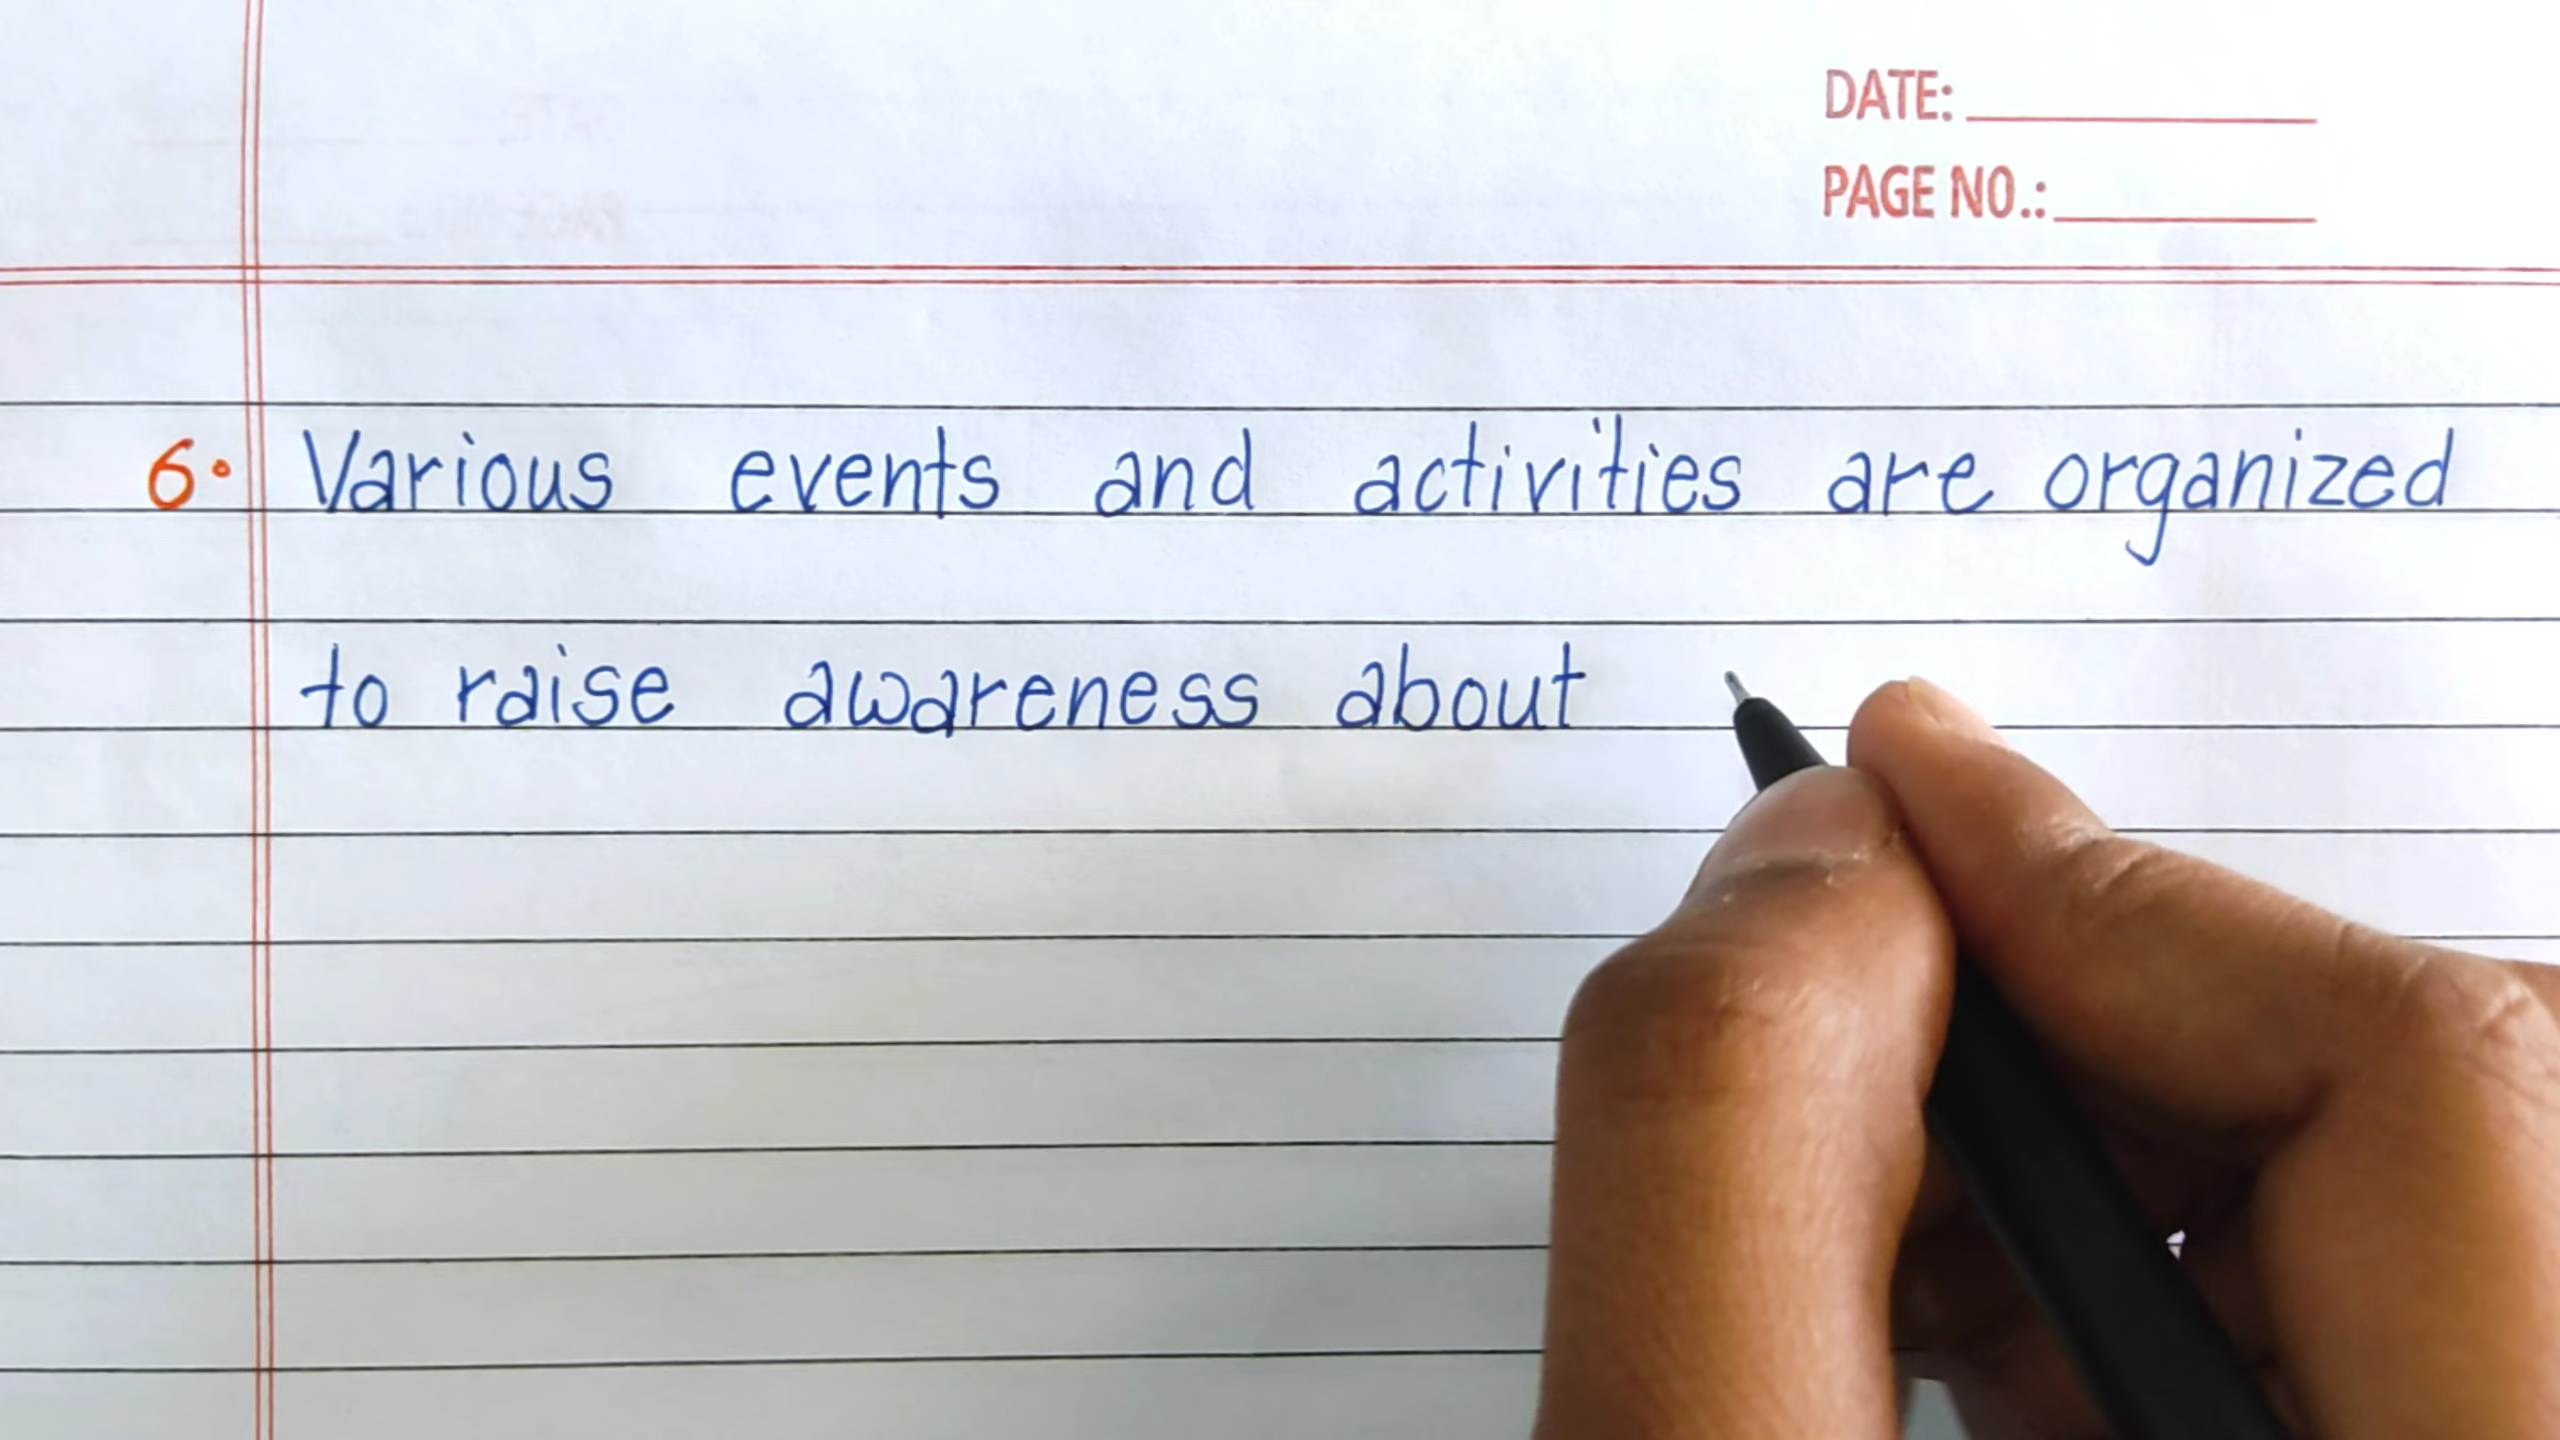 DATE:
PAGE NO.:
6. Various events and activities are organized
to raise awareness about